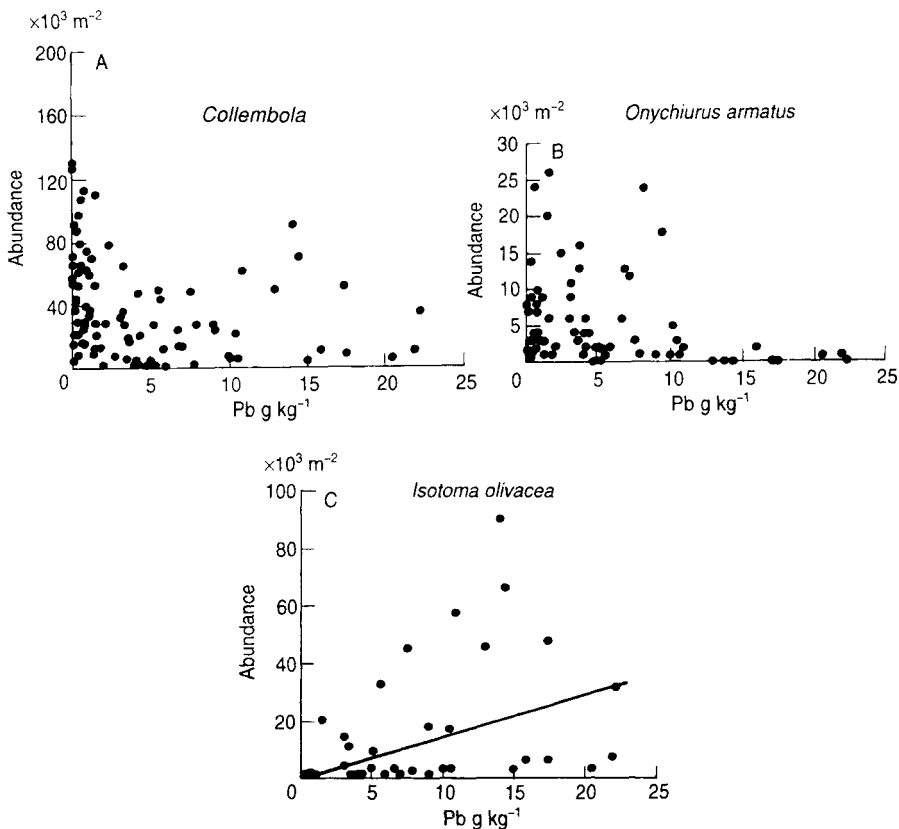 ×10³ m⁻²
200
A
160
Collembola
120
Abundance
80
40
0 5 10 15 20 25
Pb g kg⁻¹
×10³ m⁻²
Onychiurus armatus
30
B
25
20
15
Abundance
10
5
0 5 10 15 20 25
Pb g kg⁻¹
×10³ m⁻²
C
Isotoma olivacea
100
80
60
Abundance
40
20
0 5 10 15 20 25
Pb g kg⁻¹